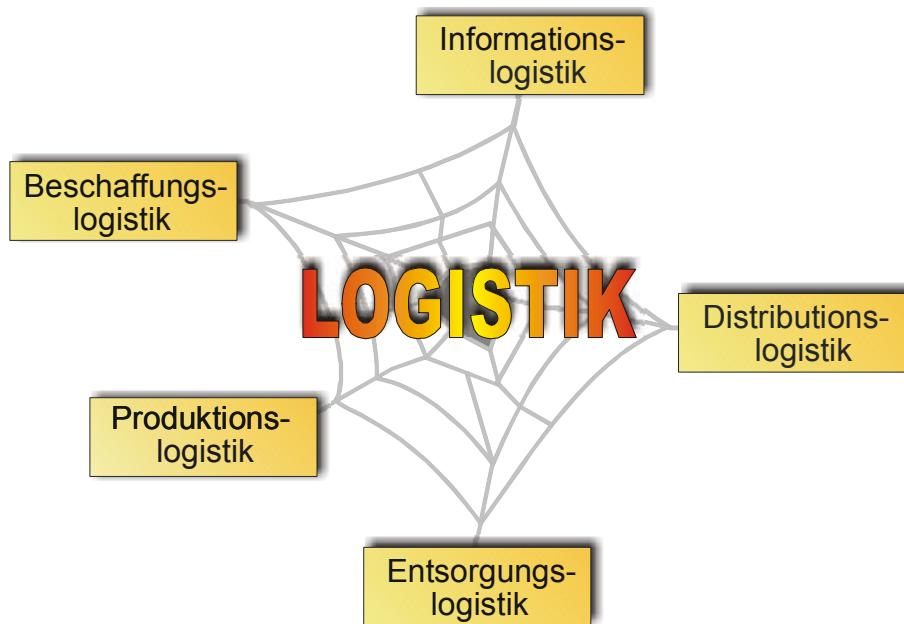 Informations-
logistik
Beschaffungs-
logistik
LOGISTIK
Distributions-
logistik
Produktions-
logistik
Entsorgungs-
logistik